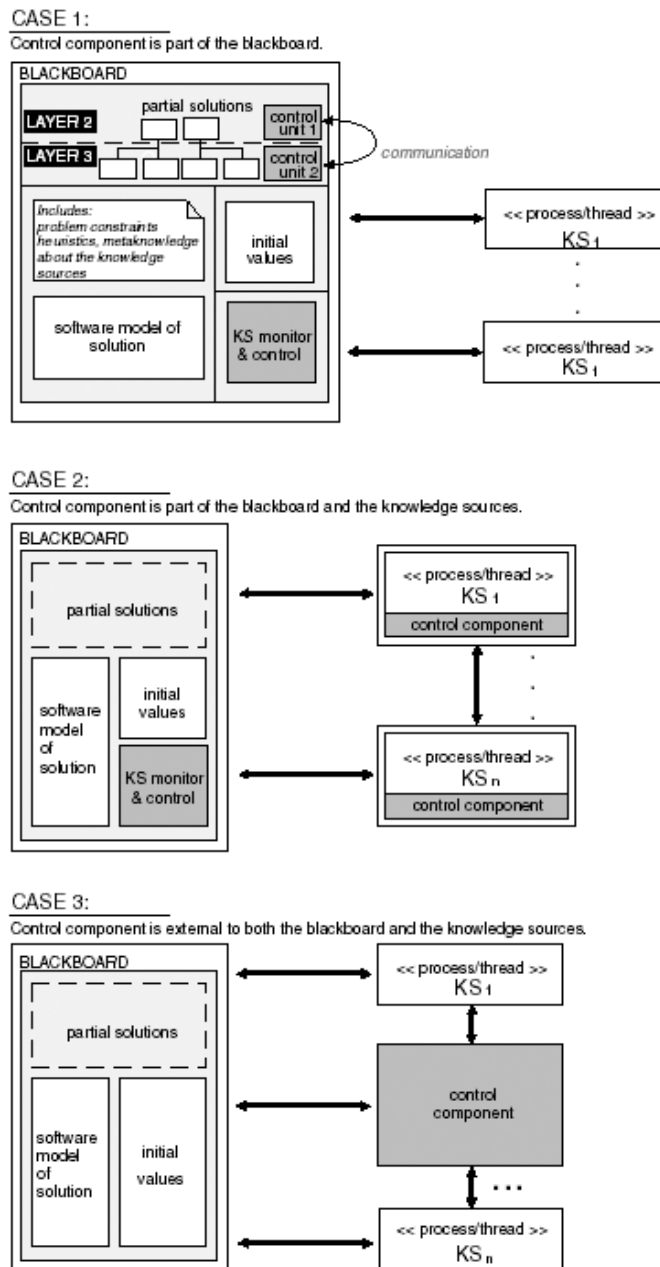 CASE 1:
Control component is part of the blackboard.
BLACKBOARD
partial solutions
LAYER 2
control
unit 1
LAYER 3
control
unit 2
communication
Includes:
problem constraints
heuristics, metaknowledge
about the knowledge
sources
initial
values
software model of
solution
KS monitor
& control
<< process/thread >>
KS 1
.
.
.
<< process/thread >>
KS 1
CASE 2:
Control component is part of the blackboard and the knowledge sources.
BLACKBOARD
partial solutions
software
model
of
solution
initial
values
KS monitor
& control
<< process/thread >>
KS 1
control component
.
.
.
<< process/thread >>
KS n
control component
CASE 3:
Control component is external to both the blackboard and the knowledge sources.
BLACKBOARD
partial solutions
software
model
of
solution
initial
values
<< process/thread >>
KS 1
control
component
...
<< process/thread >>
KS n